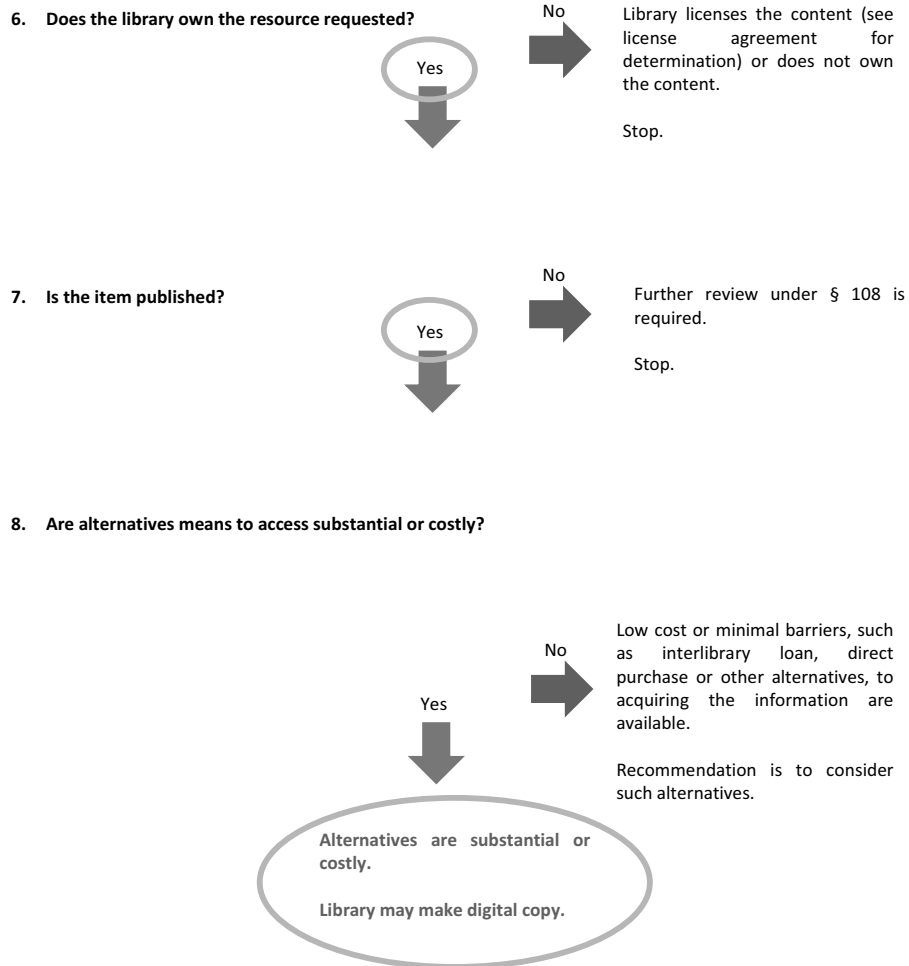 6. Does the library own the resource requested?
No
Yes
Library licenses the content (see
license agreement for
determination) or does not own
the content.
Stop.
7. Is the item published?
No
Yes
Further review under § 108 is
required.
Stop.
8. Are alternatives means to access substantial or costly?
No
Yes
Low cost or minimal barriers, such
as interlibrary loan, direct
purchase or other alternatives, to
acquiring the information are
available.
Recommendation is to consider
such alternatives.
Alternatives are substantial or
costly.
Library may make digital copy.